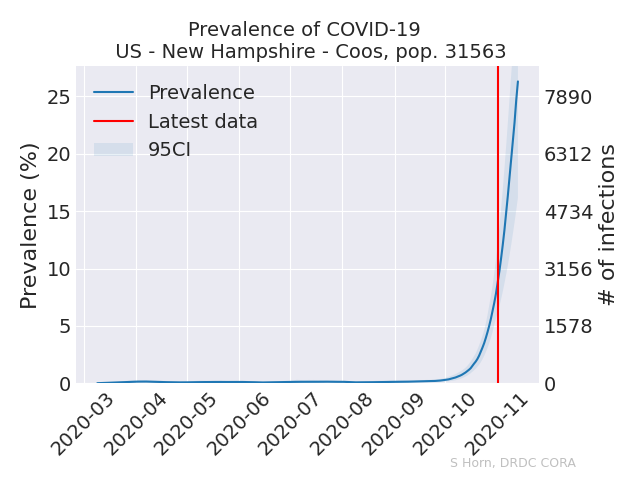 Prevalence of COVID-19
US - New Hampshire - Coos, pop. 31563
Prevalence
Latest data
95CI
Prevalence (%)
25
20
15
10
5
0
7890
6312
4734
3156
1578
0
# of infections
2020-03
2020-04
2020-05
2020-06
2020-07
2020-08
2020-09
2020-10
2020-11
S Horn, DRDC CORA